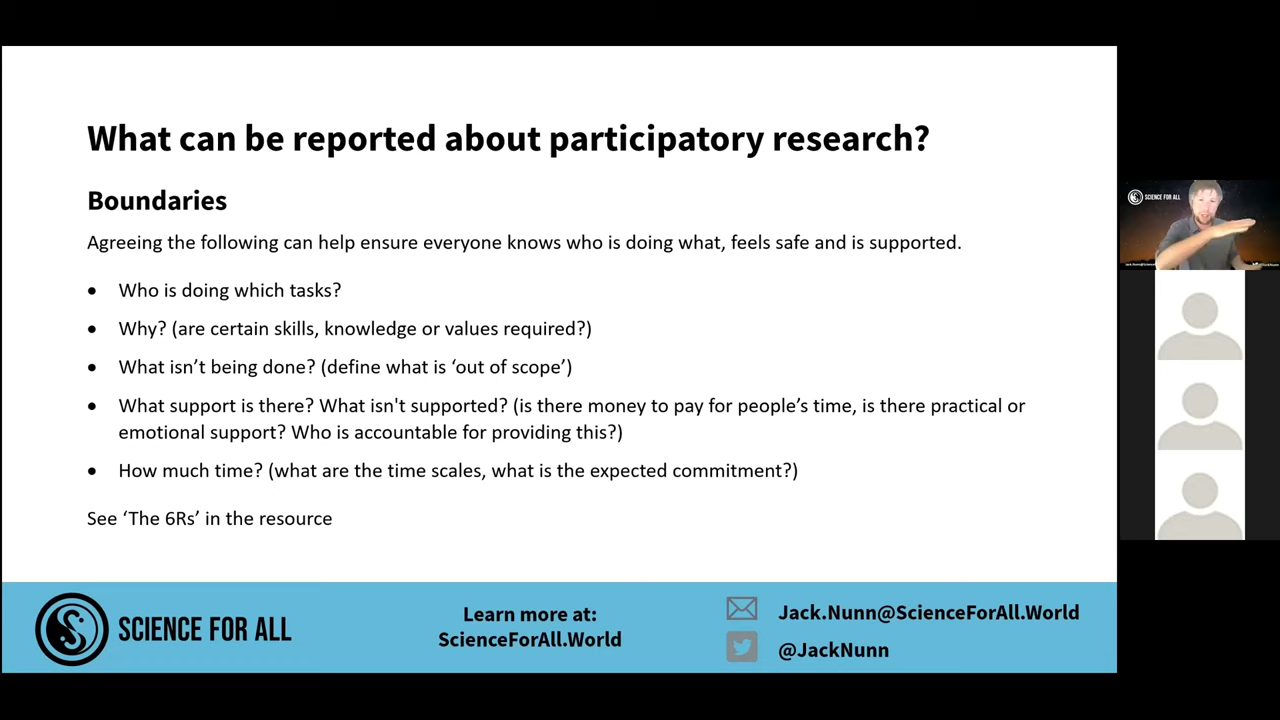 What can be reported about participatory research?
Boundaries
Agreeing the following can help ensure everyone knows who is doing what, feels safe and is supported.
• Who is doing which tasks?
• Why? (are certain skills, knowledge or values required?)
• What isn’t being done? (define what is ‘out of scope’)
• What support is there? What isn't supported? (is there money to pay for people’s time, is there practical or
emotional support? Who is accountable for providing this?)
• How much time? (what are the time scales, what is the expected commitment?)
See ‘The 6Rs’ in the resource
SCIENCE FOR ALL
Learn more at:
ScienceForAll.World
Jack.Nunn@ScienceForAll.World
@JackNunn
SCIENCE FOR ALL